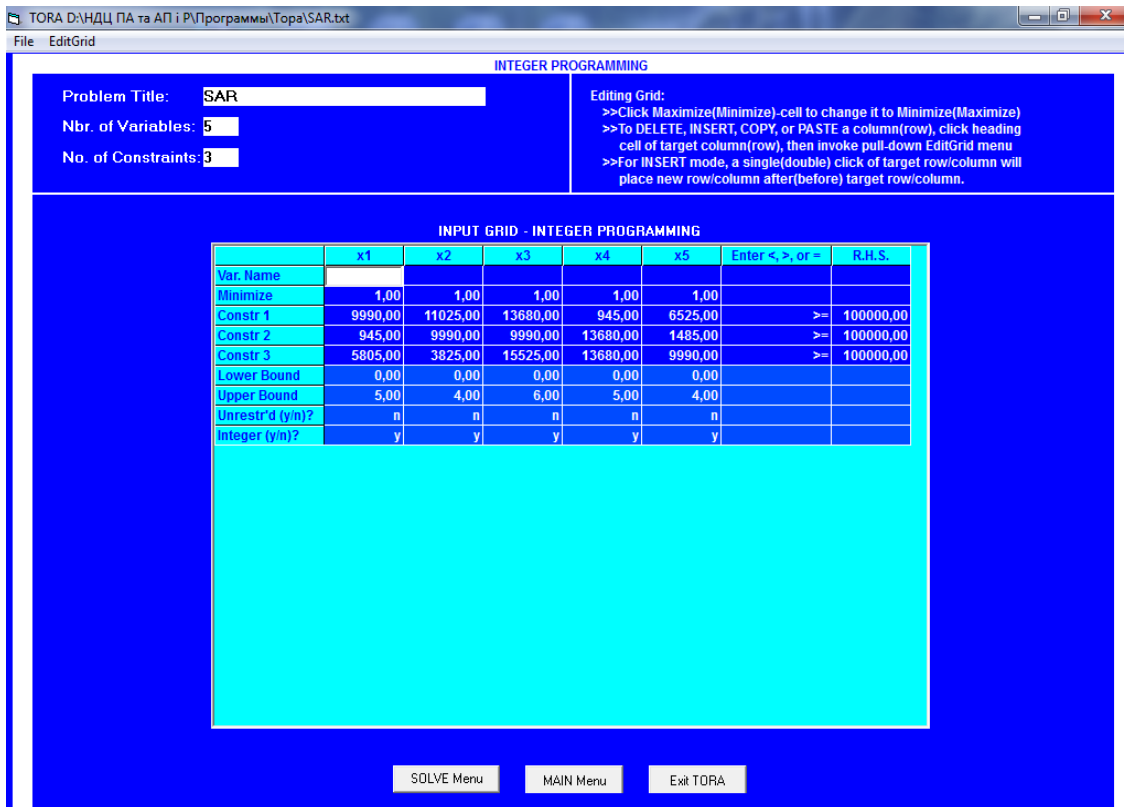 TORA D:\НДЦ ПА та АП і Р\Программы\Тора\SAR.txt
File EditGrid
INTEGER PROGRAMMING
Problem Title: SAR
Nbr. of Variables: 5
No. of Constraints: 3
Editing Grid:
>>Click Maximize(Minimize)-cell to change it to Minimize(Maximize)
>>To DELETE, INSERT, COPY, or PASTE a column(row), click heading
cell of target column(row), then invoke pull-down EditGrid menu
>>For INSERT mode, a single(double) click of target row/column will
place new row/column after(before) target row/column.
INPUT GRID - INTEGER PROGRAMMING
x1 x2 x3 x4 x5 Enter <, >, or = R.H.S.
Var. Name
Minimize 1,00 1,00 1,00 1,00 1,00
Constr 1 9990,00 11025,00 13680,00 945,00 6525,00 >= 100000,00
Constr 2 945,00 9990,00 9990,00 13680,00 1485,00 >= 100000,00
Constr 3 5805,00 3825,00 15525,00 13680,00 9990,00 >= 100000,00
Lower Bound 0,00 0,00 0,00 0,00 0,00
Upper Bound 5,00 4,00 6,00 5,00 4,00
Unrestr'd (y/n)? n n n n n
Integer (y/n)? y y y y y
SOLVE Menu MAIN Menu Exit TORA